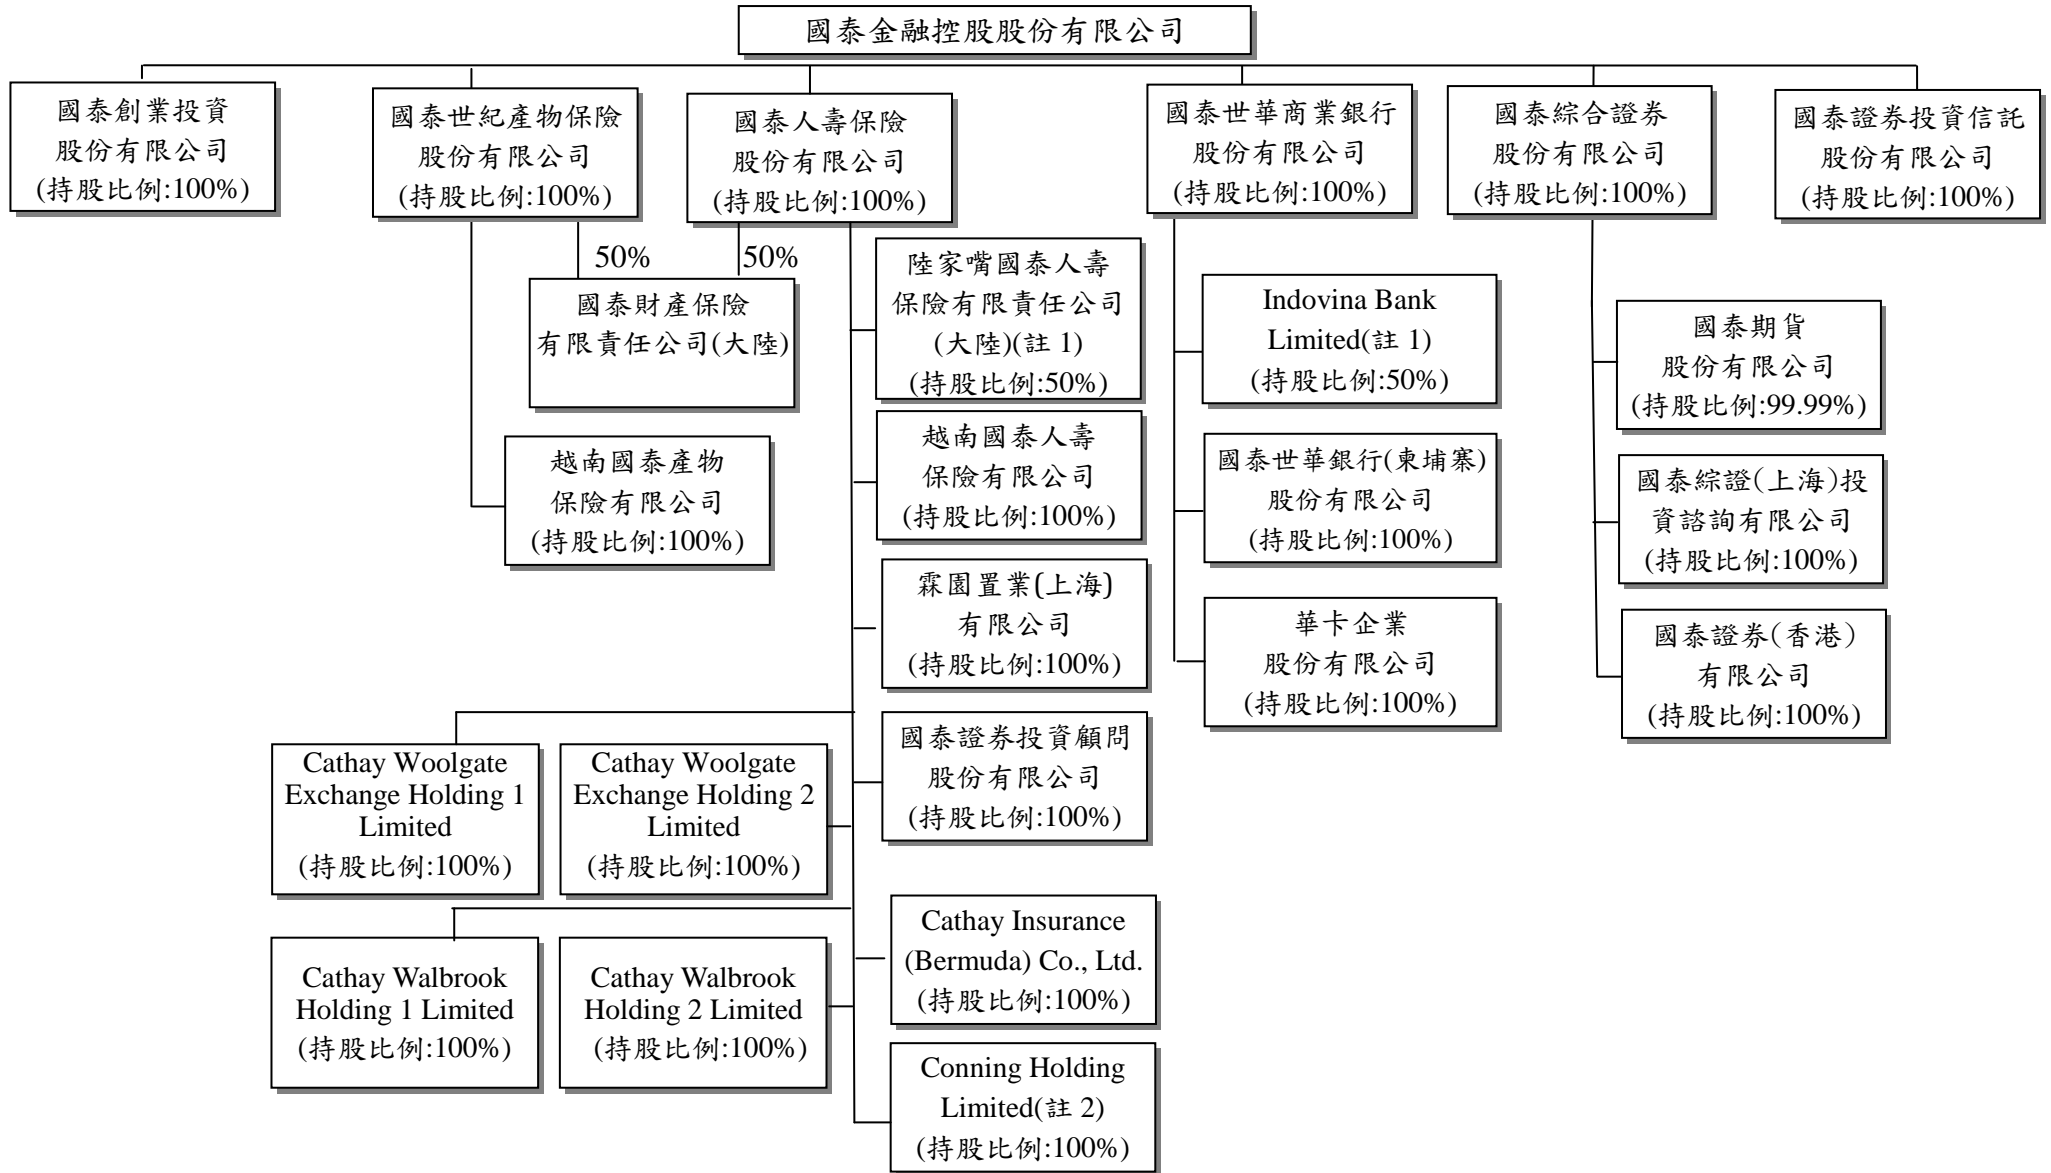 國泰金融控股股份有限公司
國泰創業投資
股份有限公司
(持股比例:100%)
國泰世紀產物保險
股份有限公司
(持股比例:100%)
國泰人壽保險
股份有限公司
(持股比例:100%)
國泰世華商業銀行
股份有限公司
(持股比例:100%)
國泰綜合證券
股份有限公司
(持股比例:100%)
國泰證券投資信託
股份有限公司
(持股比例:100%)
50%
50%
國泰財產保險
有限責任公司(大陸)
越南國泰產物
保險有限公司
(持股比例:100%)
陸家嘴國泰人壽
保險有限責任公司
(大陸)(註 1)
(持股比例:50%)
越南國泰人壽
保險有限公司
(持股比例:100%)
霖園置業(上海)
有限公司
(持股比例:100%)
國泰證券投資顧問
股份有限公司
(持股比例:100%)
Cathay Woolgate
Exchange Holding 1
Limited
(持股比例:100%)
Cathay Woolgate
Exchange Holding 2
Limited
(持股比例:100%)
Cathay Walbrook
Holding 1 Limited
(持股比例:100%)
Cathay Walbrook
Holding 2 Limited
(持股比例:100%)
Cathay Insurance
(Bermuda) Co., Ltd.
(持股比例:100%)
Conning Holding
Limited(註 2)
(持股比例:100%)
Indovina Bank
Limited(註 1)
(持股比例:50%)
國泰世華銀行(柬埔寨)
股份有限公司
(持股比例:100%)
華卡企業
股份有限公司
(持股比例:100%)
國泰期貨
股份有限公司
(持股比例:99.99%)
國泰綜證(上海)投
資諮詢有限公司
(持股比例:100%)
國泰證券(香港)
有限公司
(持股比例:100%)